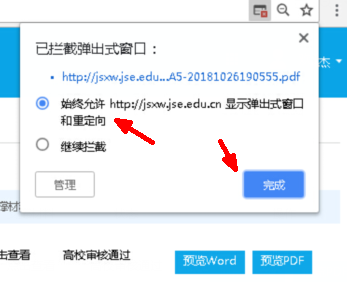 已拦截弹出式窗口：
http://jsxw.jse.edu...A5-20181026190555.pdf
杰
始终允许 http://jsxw.jse.edu.cn 显示弹出式窗口
和重定向
继续拦截
管理
完成
击查看
高校审核通过
预览Word
预览PDF